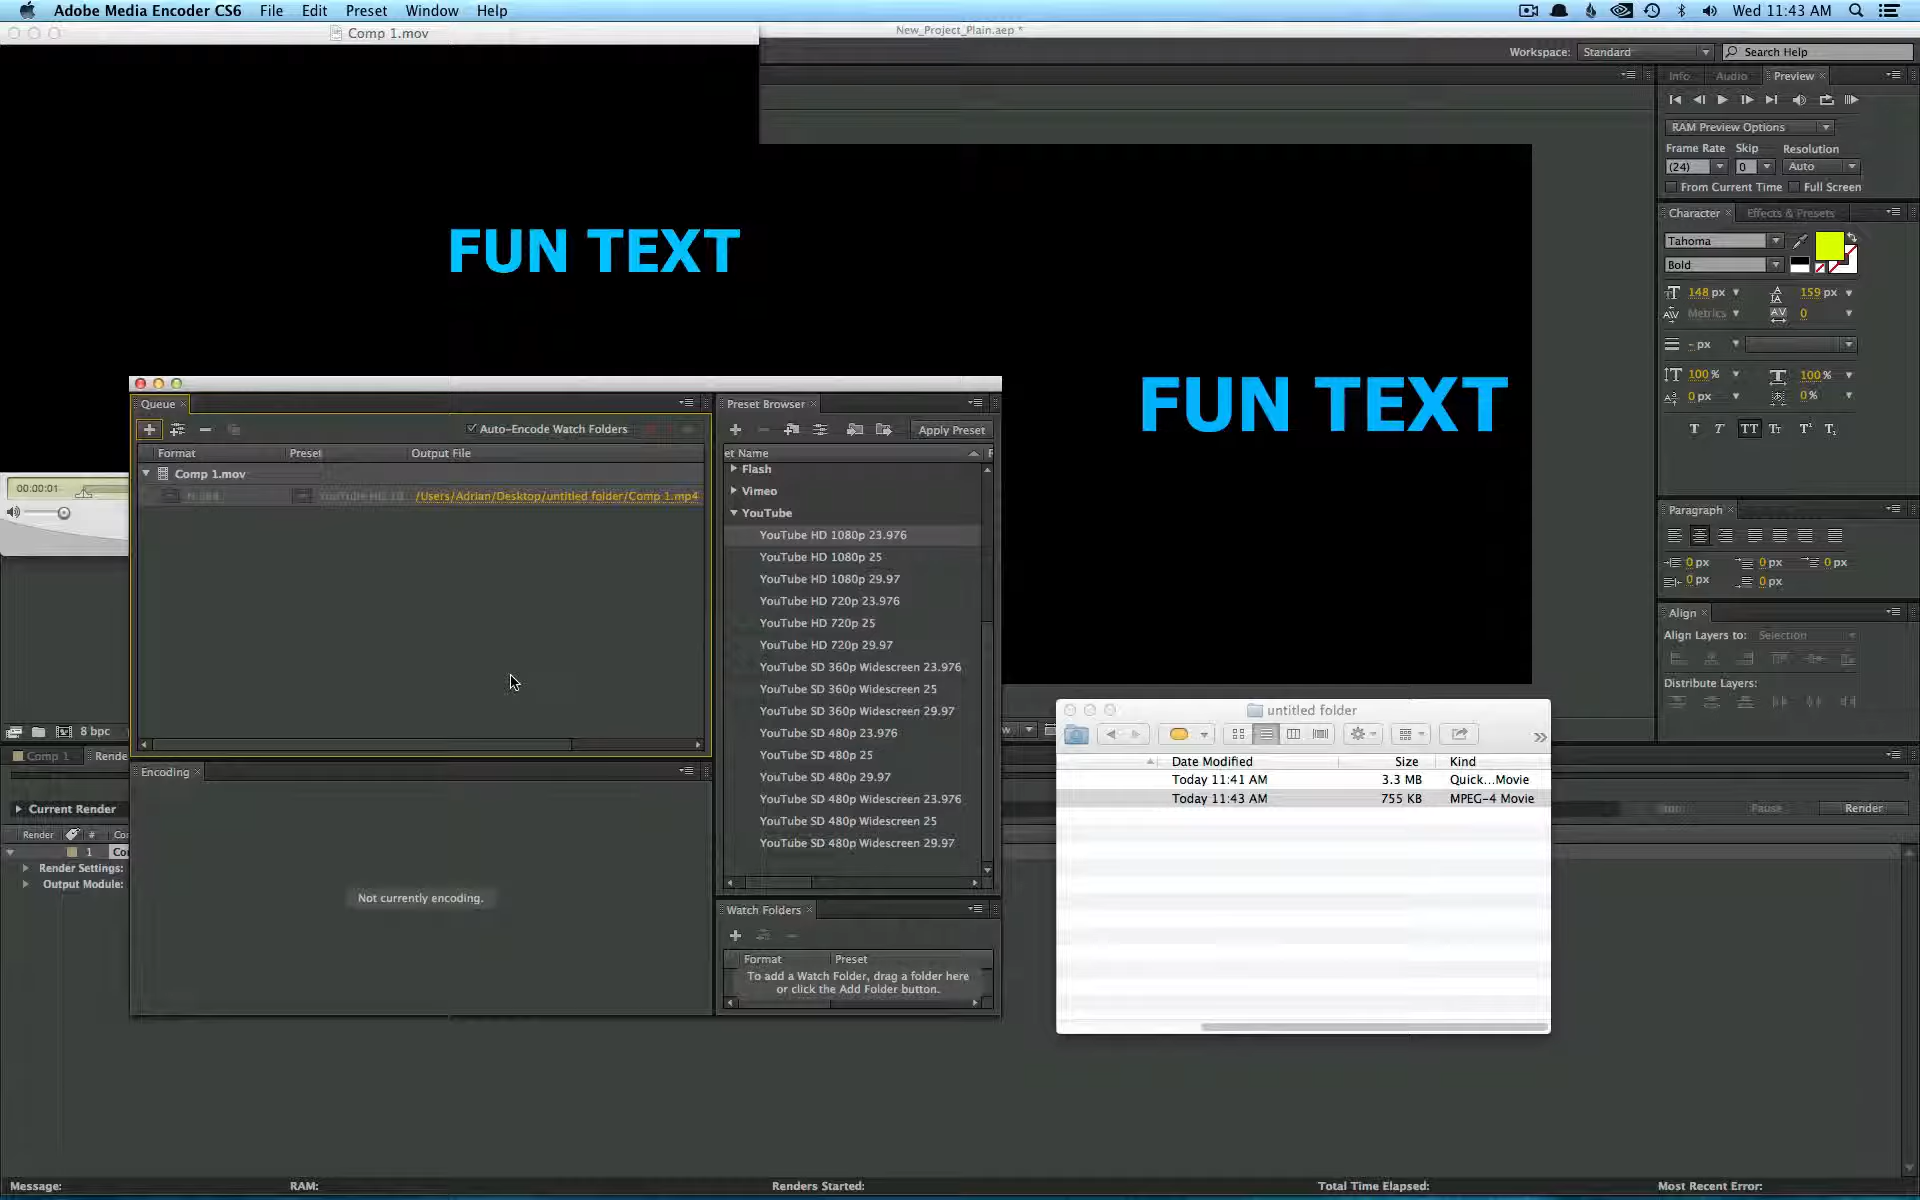 Adobe Media Encoder CS6 File Edit Preset Window Help
Wed 11:43 AM
Comp 1.mov
New_Project_Plain.aep *
Workspace: Standard
Search Help
Info Audio Preview
RAM Preview Options
Frame Rate Skip Resolution
(24) 0 Auto
From Current Time Full Screen
Character Effects & Presets
Tahoma
Bold
148 px 159 px
Metrics 0
- px
100 % 100 %
0 px 0 %
FUN TEXT
FUN TEXT
Paragraph
0 px 0 px 0 px
0 px 0 px
Align
Align Layers to: Selection
Distribute Layers:
Queue
Auto-Encode Watch Folders
Format Preset Output File
Comp 1.mov
/Users/Adrian/Desktop/untitled folder/Comp 1.mp4
00:00:01
8 bpc
Preset Browser
Apply Preset
et Name
Flash
Vimeo
YouTube
YouTube HD 1080p 23.976
YouTube HD 1080p 25
YouTube HD 1080p 29.97
YouTube HD 720p 23.976
YouTube HD 720p 25
YouTube HD 720p 29.97
YouTube SD 360p Widescreen 23.976
YouTube SD 360p Widescreen 25
YouTube SD 360p Widescreen 29.97
YouTube SD 480p 23.976
YouTube SD 480p 25
YouTube SD 480p 29.97
YouTube SD 480p Widescreen 23.976
YouTube SD 480p Widescreen 25
YouTube SD 480p Widescreen 29.97
Encoding
Not currently encoding.
Watch Folders
Format Preset
To add a Watch Folder, drag a folder here
or click the Add Folder button.
untitled folder
Date Modified Size Kind
Today 11:41 AM 3.3 MB Quick...Movie
Today 11:43 AM 755 KB MPEG-4 Movie
Comp 1 Rende
Current Render
Pause Render
Render # Co
1 Co
Render Settings:
Output Module:
Message: RAM: Renders Started: Total Time Elapsed: Most Recent Error: